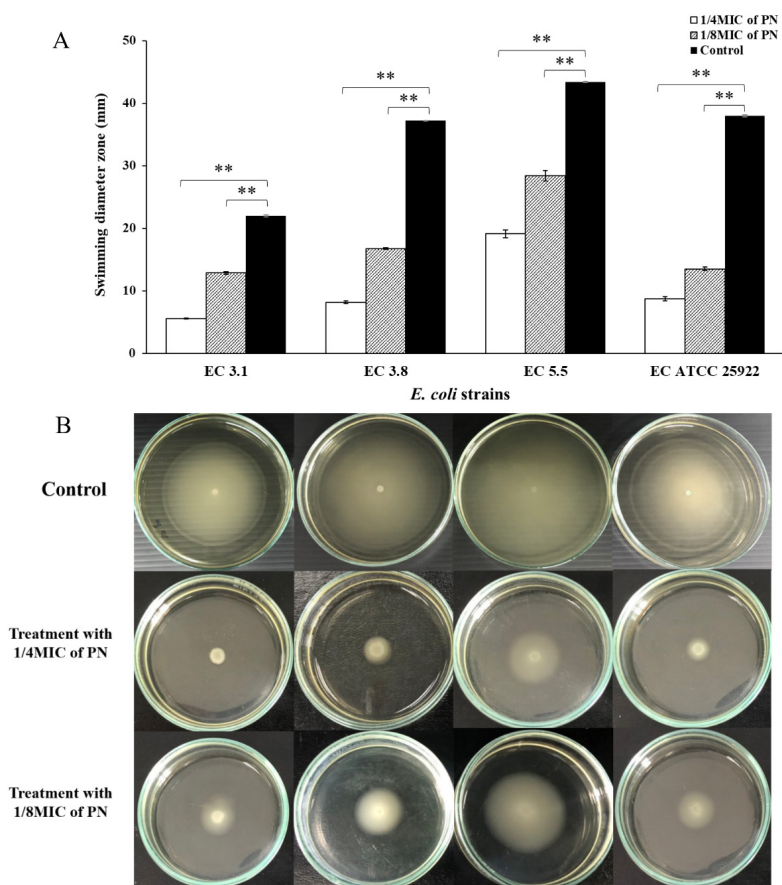 A
1/4MIC of PN
1/8MIC of PN
Control
Swimming diameter zone (mm)
50
40
30
20
10
0
**
**
**
**
**
**
**
**
EC 3.1
EC 3.8
EC 5.5
EC ATCC 25922
E. coli strains
B
Control
Treatment with
1/4MIC of PN
Treatment with
1/8MIC of PN